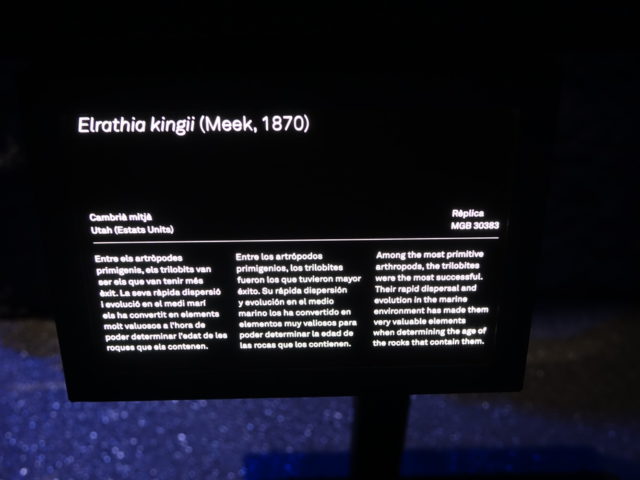 Elrathia kingii (Meek, 1870)
Cambrià mitjà
Utah (Estats Units)
Rèplica
MGB 30383
Entre els artròpodes
primigenis, els trilobits van
ser els que van tenir més
èxit. La seva ràpida dispersió
i evolució en el medi marí
els ha convertit en elements
molt valuosos a l'hora de
poder determinar l'edat de les
roques que els contenen.
Entre los artrópodos
primigenios, los trilobites
fueron los que tuvieron mayor
éxito. Su rápida dispersión
y evolución en el medio
marino los ha convertido en
elementos muy valiosos para
poder determinar la edad de
las rocas que los contienen.
Among the most primitive
arthropods, the trilobites
were the most successful.
Their rapid dispersal and
evolution in the marine
environment has made them
very valuable elements
when determining the age of
the rocks that contain them.